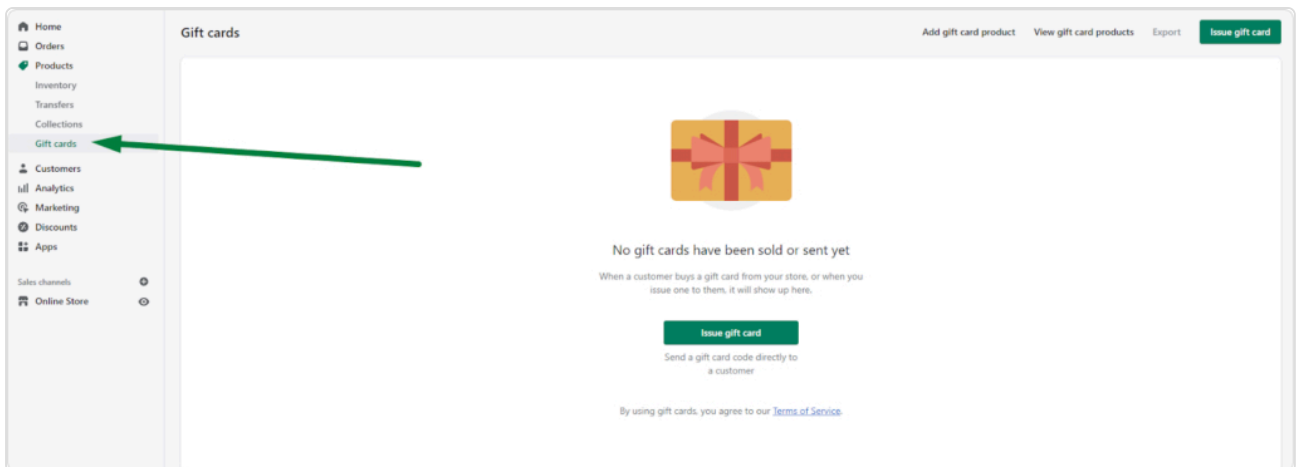 Home
Orders
Products
Inventory
Transfers
Collections
Gift cards
Customers
Analytics
Marketing
Discounts
Apps
Sales channels
Online Store
Gift cards
Add gift card product View gift card products Export Issue gift card
No gift cards have been sold or sent yet
When a customer buys a gift card from your store, or when you
issue one to them, it will show up here.
Issue gift card
Send a gift card code directly to
a customer
By using gift cards, you agree to our Terms of Service.